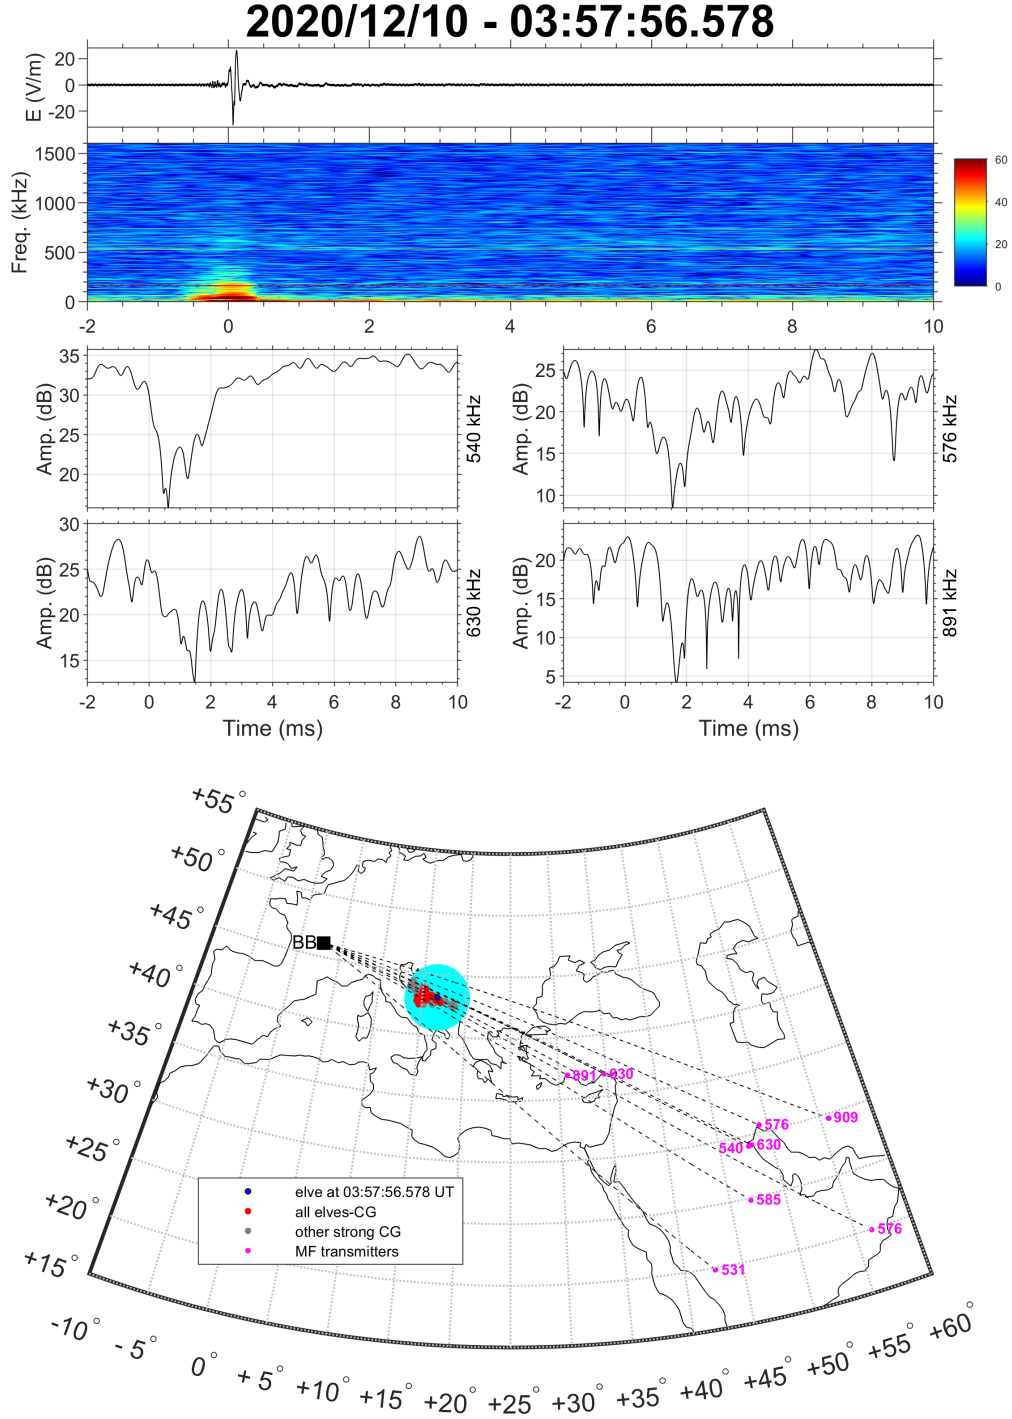 2020/12/10 - 03:57:56.578
E (V/m)
20
0
-20
Freq. (kHz)
1500
1000
500
0
-2 0 2 4 6 8 10
60
40
20
0
Amp. (dB)
35
30
25
20
540 kHz
Amp. (dB)
25
20
15
10
576 kHz
Amp. (dB)
30
25
20
15
630 kHz
-2 0 2 4 6 8 10
Time (ms)
Amp. (dB)
20
15
10
5
891 kHz
-2 0 2 4 6 8 10
Time (ms)
+55°
+50°
+45°
+40°
+35°
+30°
+25°
+20°
+15°
BB
891 630
576
909
540 630
585
576
531
elve at 03:57:56.578 UT
all elves-CG
other strong CG
MF transmitters
-10° - 5° 0° + 5° +10° +15° +20° +25° +30° +35° +40° +45° +50° +55° +60°